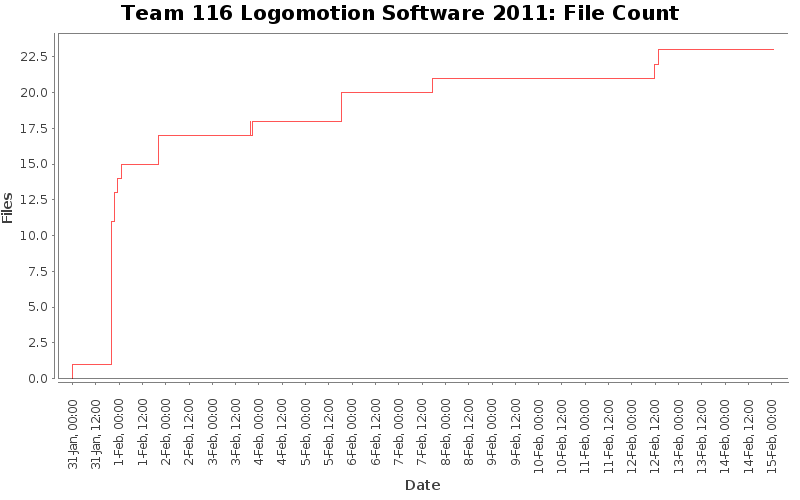 Team 116 Logomotion Software 2011: File Count
Files
22.5
20.0
17.5
15.0
12.5
10.0
7.5
5.0
2.5
0.0
31-Jan, 00:00
31-Jan, 12:00
1-Feb, 00:00
1-Feb, 12:00
2-Feb, 00:00
2-Feb, 12:00
3-Feb, 00:00
3-Feb, 12:00
4-Feb, 00:00
4-Feb, 12:00
5-Feb, 00:00
5-Feb, 12:00
6-Feb, 00:00
6-Feb, 12:00
7-Feb, 00:00
7-Feb, 12:00
8-Feb, 00:00
8-Feb, 12:00
9-Feb, 00:00
9-Feb, 12:00
10-Feb, 00:00
10-Feb, 12:00
11-Feb, 00:00
11-Feb, 12:00
12-Feb, 00:00
12-Feb, 12:00
13-Feb, 00:00
13-Feb, 12:00
14-Feb, 00:00
14-Feb, 12:00
15-Feb, 00:00
Date